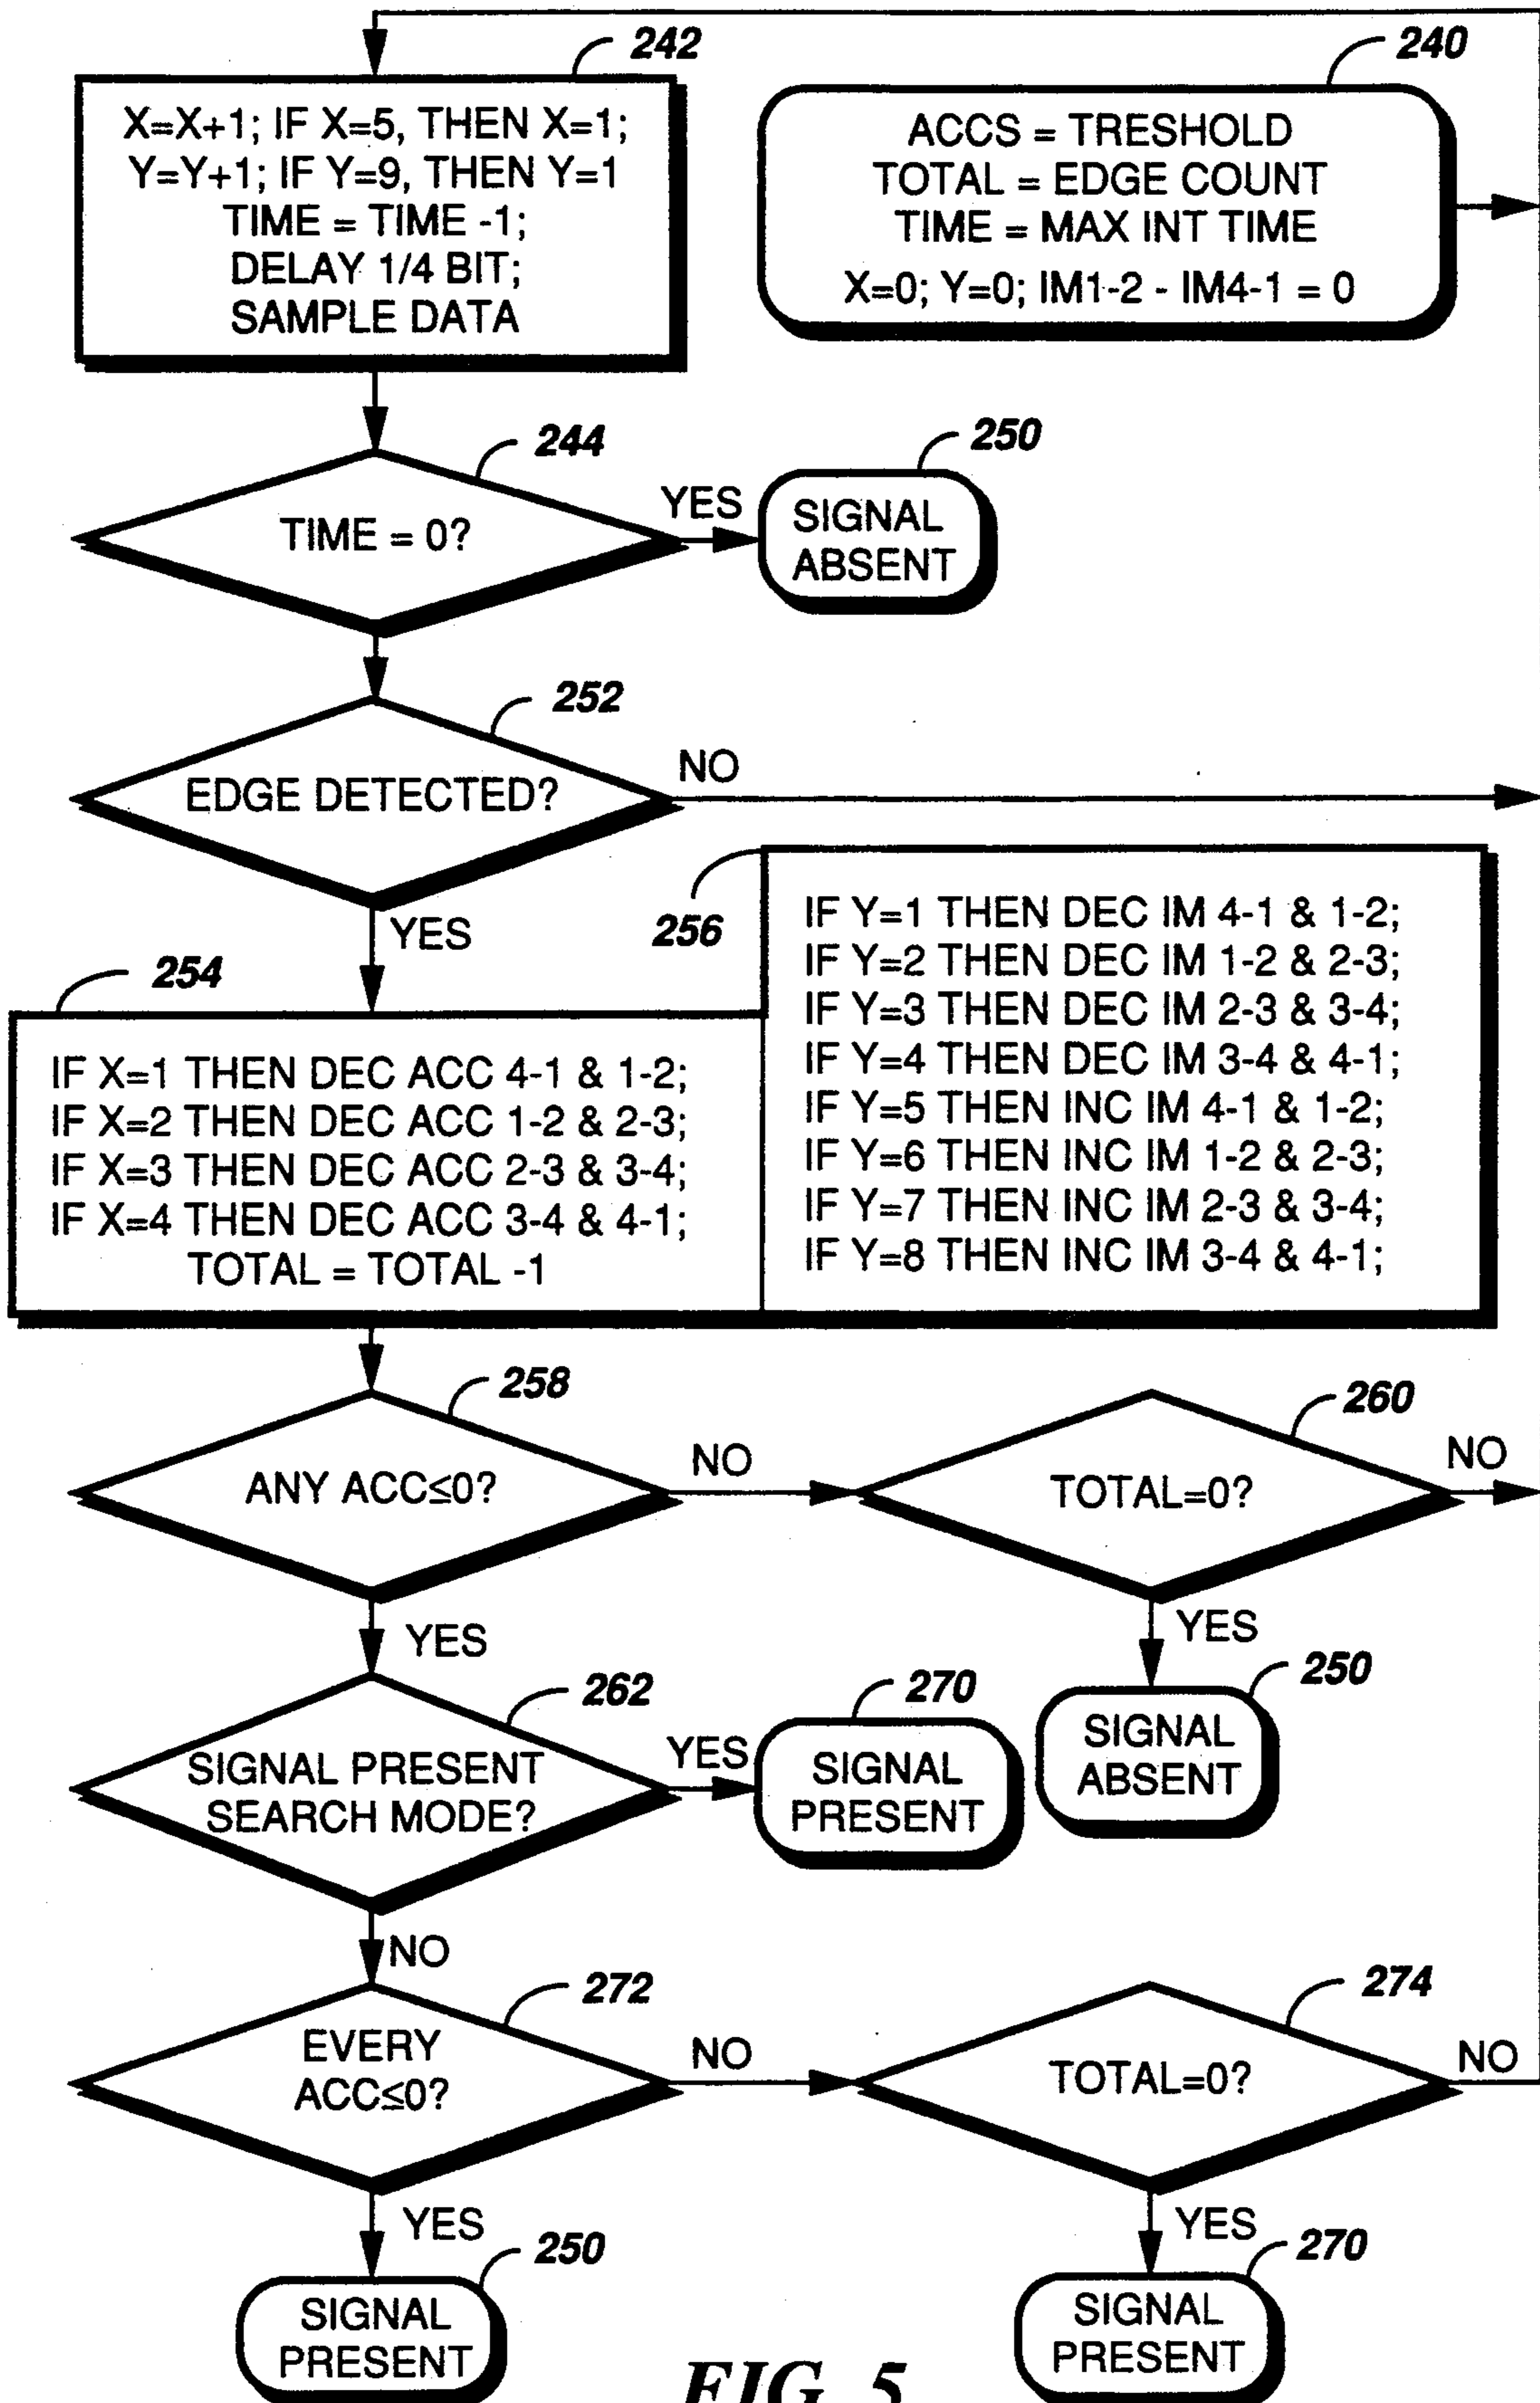 242
X=X+1; IF X=5, THEN X=1;
Y=Y+1; IF Y=9, THEN Y=1
TIME = TIME -1;
DELAY 1/4 BIT;
SAMPLE DATA
240
ACCS = TRESHOLD
TOTAL = EDGE COUNT
TIME = MAX INT TIME
X=0; Y=0; IM1-2 - IM4-1 = 0
244
TIME = 0?
YES
250
SIGNAL
ABSENT
252
EDGE DETECTED?
NO
YES
254
IF X=1 THEN DEC ACC 4-1 & 1-2;
IF X=2 THEN DEC ACC 1-2 & 2-3;
IF X=3 THEN DEC ACC 2-3 & 3-4;
IF X=4 THEN DEC ACC 3-4 & 4-1;
TOTAL = TOTAL -1
256
IF Y=1 THEN DEC IM 4-1 & 1-2;
IF Y=2 THEN DEC IM 1-2 & 2-3;
IF Y=3 THEN DEC IM 2-3 & 3-4;
IF Y=4 THEN DEC IM 3-4 & 4-1;
IF Y=5 THEN INC IM 4-1 & 1-2;
IF Y=6 THEN INC IM 1-2 & 2-3;
IF Y=7 THEN INC IM 2-3 & 3-4;
IF Y=8 THEN INC IM 3-4 & 4-1;
258
ANY ACC≤0?
NO
260
TOTAL=0?
NO
YES
YES
250
SIGNAL
ABSENT
262
SIGNAL PRESENT
SEARCH MODE?
YES
270
SIGNAL
PRESENT
NO
272
EVERY
ACC≤0?
NO
274
TOTAL=0?
NO
YES
250
SIGNAL
PRESENT
YES
270
SIGNAL
PRESENT
FIG. 5